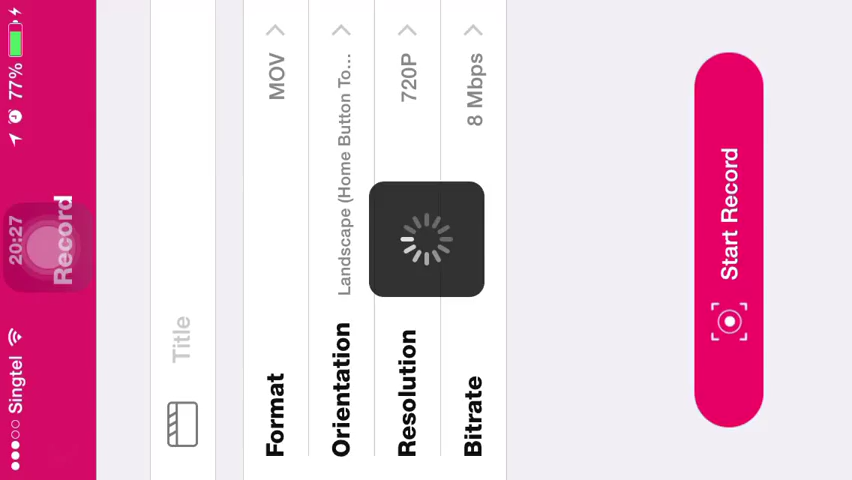 Singtel 20:27 77%
Record
Title
Format MOV
Orientation Landscape (Home Button To...
Resolution 720P
Bitrate 8 Mbps
Start Record